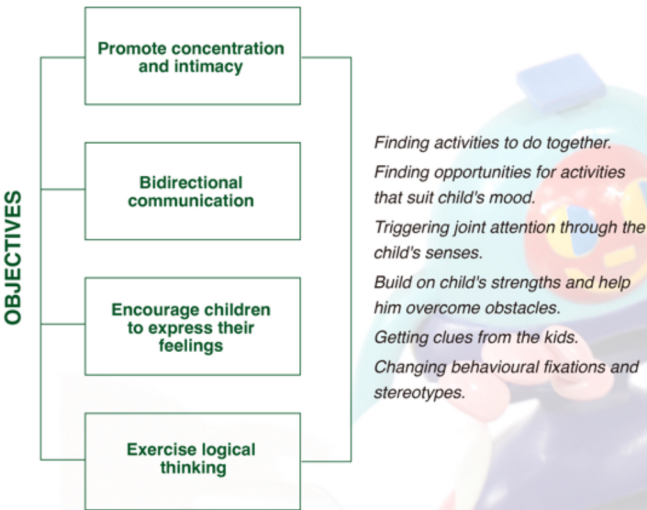 OBJECTIVES
Promote concentration
and intimacy
Bidirectional
communication
Encourage children
to express their
feelings
Exercise logical
thinking
Finding activities to do together.
Finding opportunities for activities
that suit child's mood.
Triggering joint attention through the
child's senses.
Build on child's strengths and help
him overcome obstacles.
Getting clues from the kids.
Changing behavioural fixations and
stereotypes.